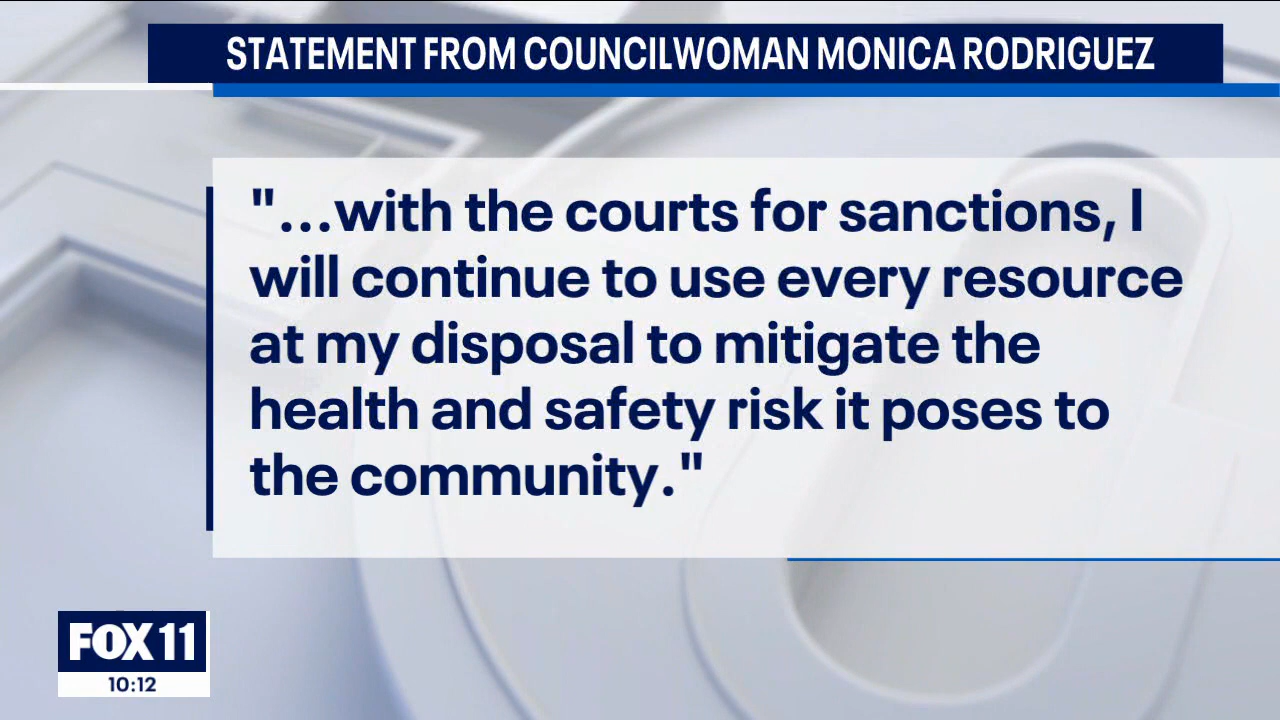 STATEMENT FROM COUNCILWOMAN MONICA RODRIGUEZ
"...with the courts for sanctions, I
will continue to use every resource
at my disposal to mitigate the
health and safety risk it poses to
the community."
FOX 11
10:12